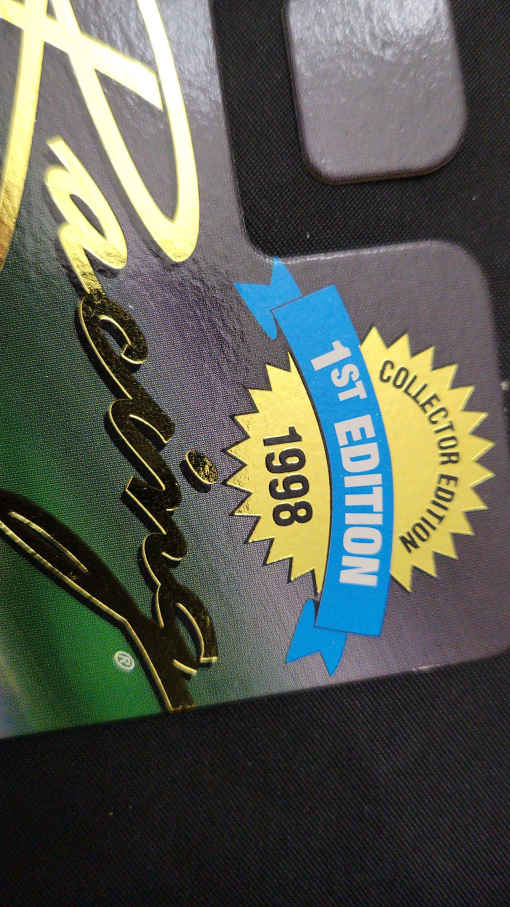 Racing
®
COLLECTOR EDITION
1ST EDITION
1998